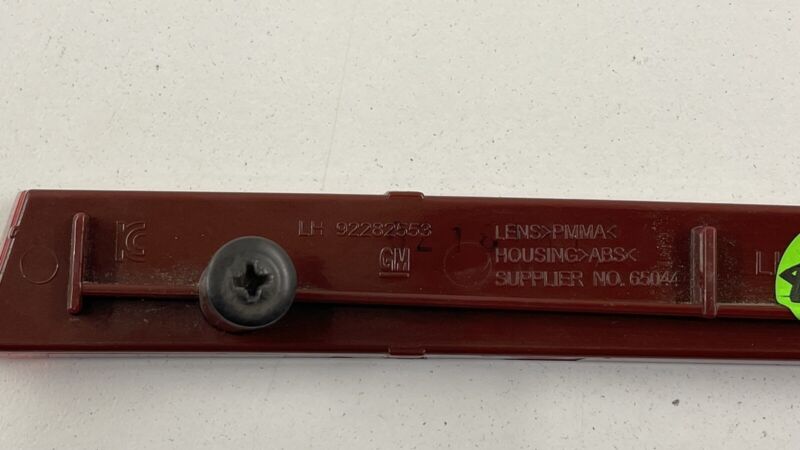 LH 92282553
GM
LENS>PMMA<
HOUSING>ABS<
SUPPLIER NO. 65044